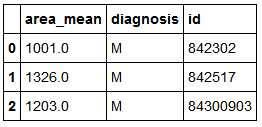 area_mean diagnosis id
0 1001.0 M 842302
1 1326.0 M 842517
2 1203.0 M 84300903